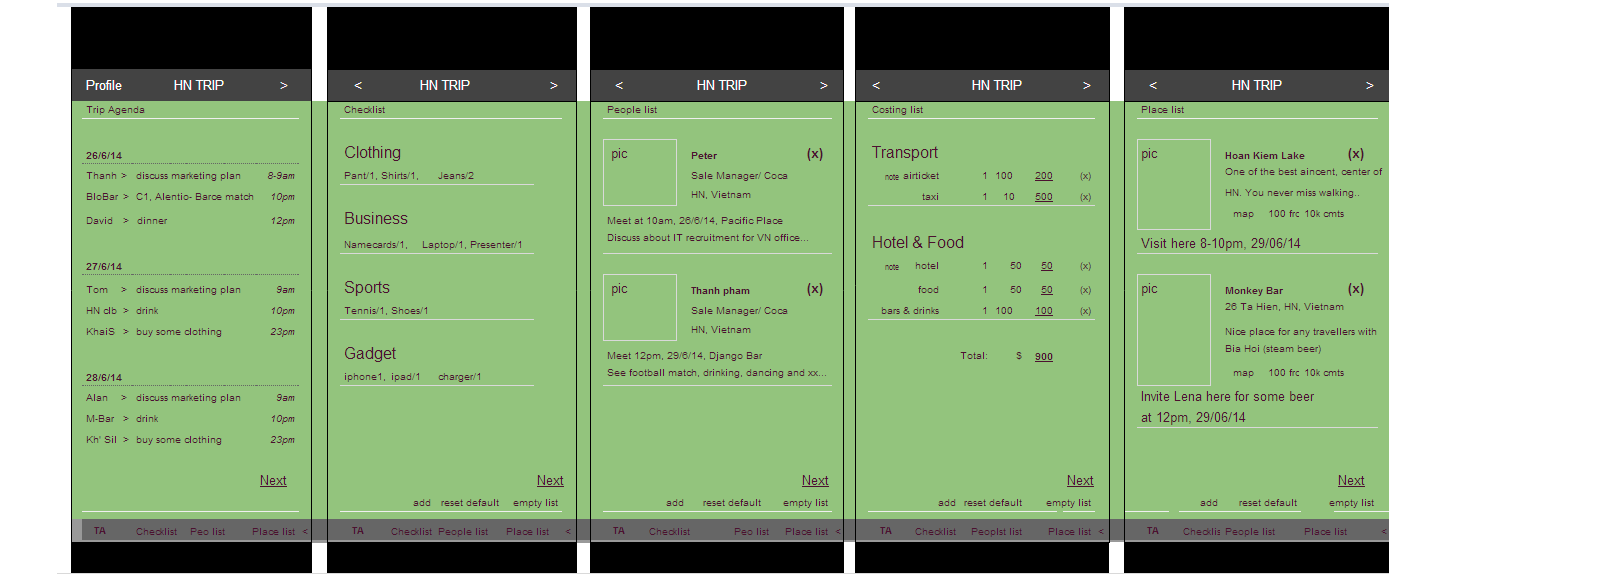 Profile HN TRIP >
Trip Agenda
26/6/14
Thanh > discuss marketing plan 8-9am
BloBar > C1, Alentio- Barce match 10pm
David > dinner 12pm
27/6/14
Tom > discuss marketing plan 9am
HN clb > drink 10pm
KhaiS > buy some clothing 23pm
28/6/14
Alan > discuss marketing plan 9am
M-Bar > drink 10pm
Kh' Sil > buy some clothing 23pm
Next
TA Checklist Peo list Place list <
< HN TRIP >
Checklist
Clothing
Pant/1, Shirts/1, Jeans/2
Business
Namecards/1, Laptop/1, Presenter/1
Sports
Tennis/1, Shoes/1
Gadget
iphone1, ipad/1 charger/1
Next
add reset default empty list
TA Checklist People list Place list <
< HN TRIP >
People list
pic Peter (x)
Sale Manager/ Coca
HN, Vietnam
Meet at 10am, 26/6/14, Pacific Place
Discuss about IT recruitment for VN office...
pic Thanh pham (x)
Sale Manager/ Coca
HN, Vietnam
Meet 12pm, 29/6/14, Django Bar
See football match, drinking, dancing and xx...
Next
add reset default empty list
TA Checklist Peo list Place list <
< HN TRIP >
Costing list
Transport
note airticket 1 100 200 (x)
taxi 1 10 500 (x)
Hotel & Food
note hotel 1 50 50 (x)
food 1 50 50 (x)
bars & drinks 1 100 100 (x)
Total: $ 900
Next
add reset default empty list
TA Checklist Peoplst list Place list <
< HN TRIP >
Place list
pic Hoan Kiem Lake (x)
One of the best aincent, center of
HN. You never miss walking..
map 100 frc 10k cmts
Visit here 8-10pm, 29/06/14
pic Monkey Bar (x)
26 Ta Hien, HN, Vietnam
Nice place for any travellers with
Bia Hoi (steam beer)
map 100 frc 10k cmts
Invite Lena here for some beer
at 12pm, 29/06/14
Next
add reset default empty list
TA Checklis People list Place list <